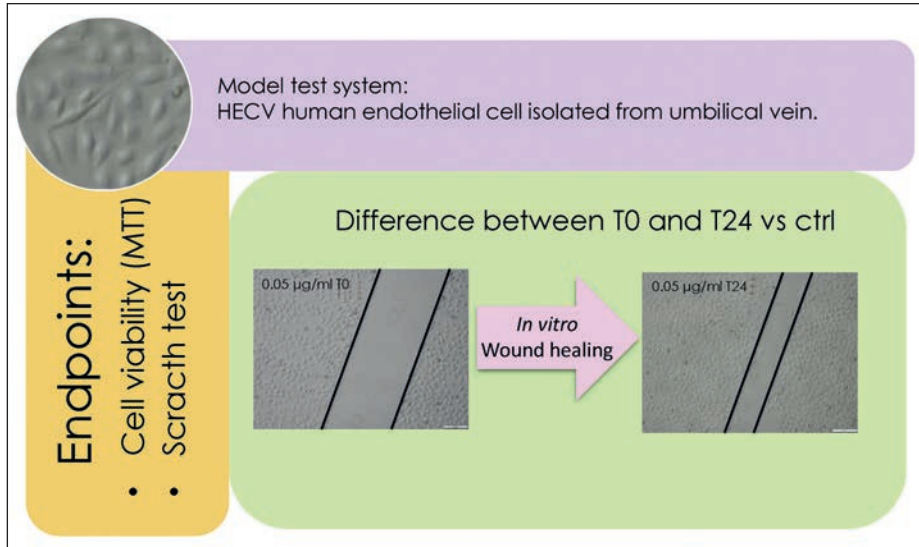 Model test system:
HECV human endothelial cell isolated from umbilical vein.
Endpoints:
• Cell viability (MTT)
• Scracth test
Difference between T0 and T24 vs ctrl
0.05 µg/ml T0
In vitro
Wound healing
0.05 µg/ml T24